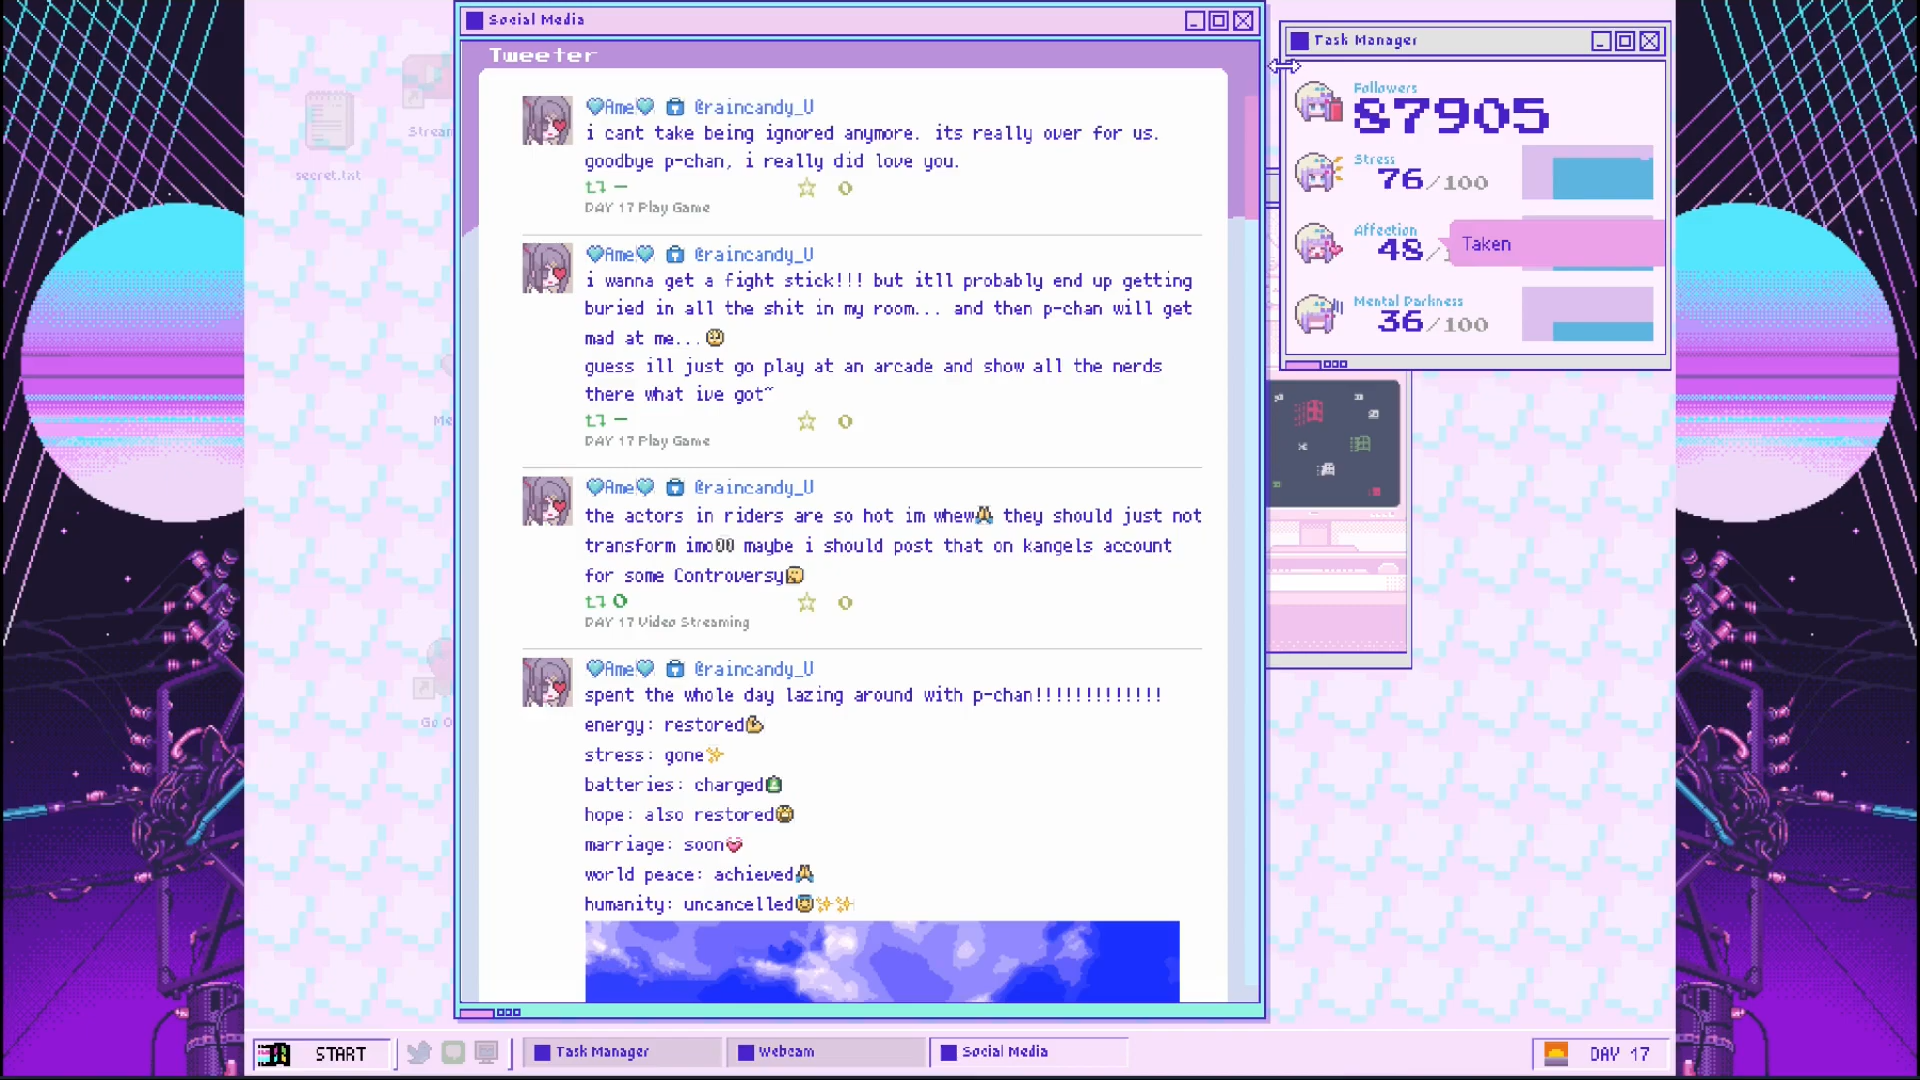 Social Media
Tweeter
Ame @raincandy_U
i cant take being ignored anymore. its really over for us.
goodbye p-chan, i really did love you.
— 0
DAY 17 Play Game
Ame @raincandy_U
i wanna get a fight stick!!! but itll probably end up getting
buried in all the shit in my room... and then p-chan will get
mad at me...🥺
guess ill just go play at an arcade and show all the nerds
there what ive got~
— 0
DAY 17 Play Game
Ame @raincandy_U
the actors in riders are so hot im whew🙏 they should just not
transform imo👀 maybe i should post that on kangels account
for some Controversy
0 0
DAY 17 Video Streaming
Ame @raincandy_U
spent the whole day lazing around with p-chan!!!!!!!!!!!!!
energy: restored💪
stress: gone✨
batteries: charged
hope: also restored
marriage: soon
world peace: achieved🙏
humanity: uncancelled😇✨✨
Task Manager
Followers
87905
Stress
76/100
Affection
48/1
Taken
Mental Darkness
36/100
secret.txt
Stream
Me
Go O
START
Task Manager
Webcam
Social Media
DAY 17